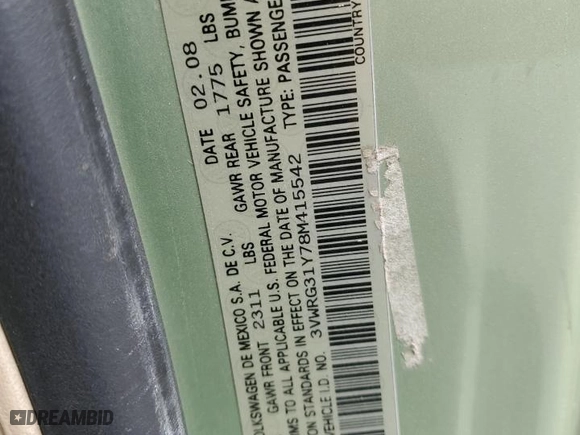 OLKSWAGEN DE MEXICO S.A. DE C.V. DATE 02.08
GAWR FRONT 2311 LBS GAWR REAR 1775 LBS
MS TO ALL APPLICABLE U.S. FEDERAL MOTOR VEHICLE SAFETY, BUM
ON STANDARDS IN EFFECT ON THE DATE OF MANUFACTURE SHOWN A
VEHICLE I.D. NO. 3VWRG31Y78M415542 TYPE: PASSENGE
COUNTRY
DREAMBID